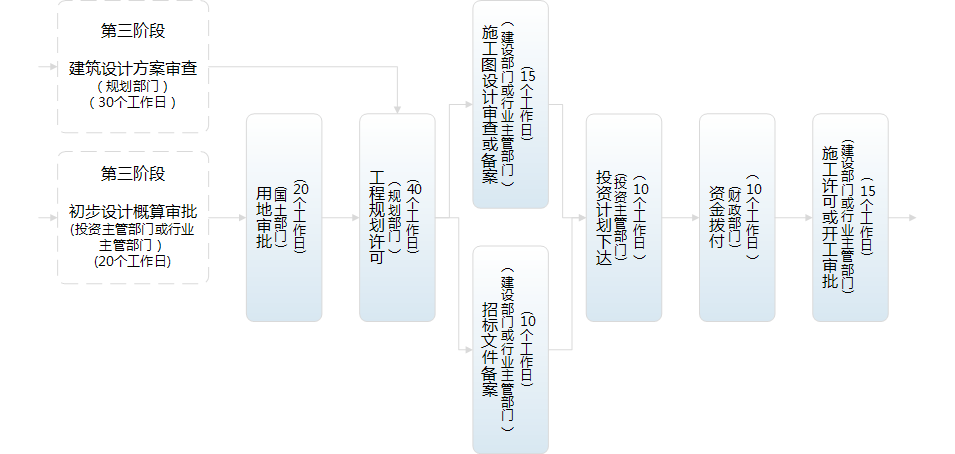 第三阶段
建筑设计方案审查
（规划部门）
（30个工作日）
第三阶段
初步设计概算审批
(投资主管部门或行业
主管部门）
(20个工作日)
用地审批
（国土部门）
（20个工作日）
工程规划许可
（规划部门）
（40个工作日）
施工图设计审查或备案
（建设部门或行业主管部门）
（15个工作日）
招标文件备案
（建设部门或行业主管部门）
（10个工作日）
投资计划下达
（投资主管部门）
（10个工作日）
资金拨付
（财政部门）
（10个工作日）
施工许可或开工审批
（建设部门或行业主管部门）
（15个工作日）